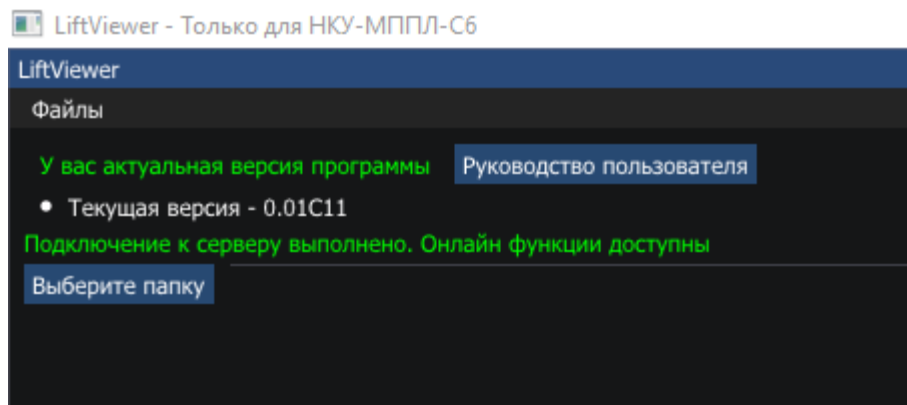 LiftViewer - Только для НКУ-МППЛ-С6
LiftViewer
Файлы
У вас актуальная версия программы Руководство пользователя
Текущая версия - 0.01C11
Подключение к серверу выполнено. Онлайн функции доступны
Выберите папку